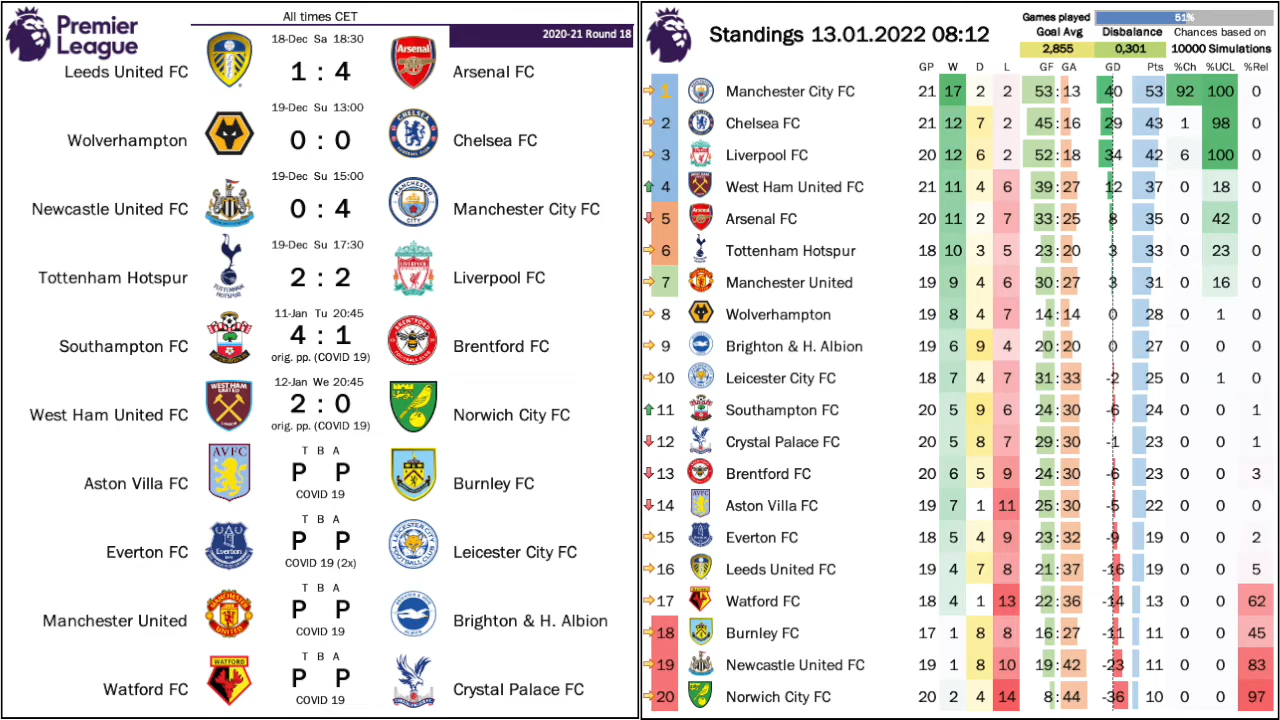 Premier League
All times CET
2020-21 Round 18
18-Dec Sa 18:30
Leeds United FC 1 : 4 Arsenal FC
19-Dec Su 13:00
Wolverhampton 0 : 0 Chelsea FC
19-Dec Su 15:00
Newcastle United FC 0 : 4 Manchester City FC
19-Dec Su 17:30
Tottenham Hotspur 2 : 2 Liverpool FC
11-Jan Tu 20:45
Southampton FC 4 : 1 Brentford FC
orig. pp. (COVID 19)
12-Jan We 20:45
West Ham United FC 2 : 0 Norwich City FC
orig. pp. (COVID 19)
T B A
Aston Villa FC P P Burnley FC
COVID 19
T B A
Everton FC P P Leicester City FC
COVID 19 (2x)
T B A
Manchester United P P Brighton & H. Albion
COVID 19
T B A
Watford FC P P Crystal Palace FC
COVID 19
Standings 13.01.2022 08:12
Games played 51%
Goal Avg Disbalance Chances based on
2,855 0,301 10000 Simulations
GP W D L GF GA GD Pts %Ch %UCL %Rel
1 Manchester City FC 21 17 2 2 53:13 40 53 92 100 0
2 Chelsea FC 21 12 7 2 45:16 29 43 1 98 0
3 Liverpool FC 20 12 6 2 52:18 34 42 6 100 0
4 West Ham United FC 21 11 4 6 39:27 12 37 0 18 0
5 Arsenal FC 20 11 2 7 33:25 8 35 0 42 0
6 Tottenham Hotspur 18 10 3 5 23:20 3 33 0 23 0
7 Manchester United 19 9 4 6 30:27 3 31 0 16 0
8 Wolverhampton 19 8 4 7 14:14 0 28 0 1 0
9 Brighton & H. Albion 19 6 9 4 20:20 0 27 0 0 0
10 Leicester City FC 18 7 4 7 31:33 -2 25 0 1 0
11 Southampton FC 20 5 9 6 24:30 -6 24 0 0 1
12 Crystal Palace FC 20 5 8 7 29:30 -1 23 0 0 1
13 Brentford FC 20 6 5 9 24:30 -6 23 0 0 3
14 Aston Villa FC 19 7 1 11 25:30 -5 22 0 0 0
15 Everton FC 18 5 4 9 23:32 -9 19 0 0 2
16 Leeds United FC 19 4 7 8 21:37 -16 19 0 0 5
17 Watford FC 18 4 1 13 22:36 -14 13 0 0 62
18 Burnley FC 17 1 8 8 16:27 -11 11 0 0 45
19 Newcastle United FC 19 1 8 10 19:42 -23 11 0 0 83
20 Norwich City FC 20 2 4 14 8:44 -36 10 0 0 97